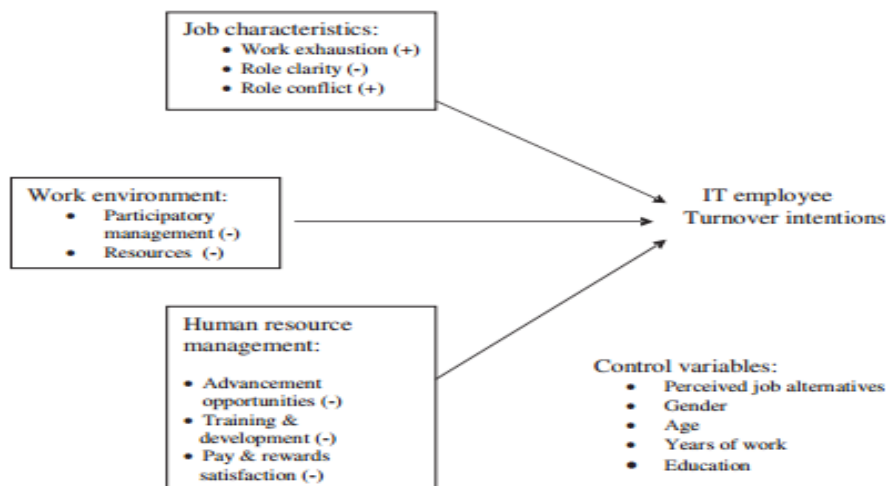 Job characteristics:
• Work exhaustion (+)
• Role clarity (-)
• Role conflict (+)
Work environment:
• Participatory
management (-)
• Resources (-)
IT employee
Turnover intentions
Human resource
management:
• Advancement
opportunities (-)
• Training &
development (-)
• Pay & rewards
satisfaction (-)
Control variables:
• Perceived job alternatives
• Gender
• Age
• Years of work
• Education